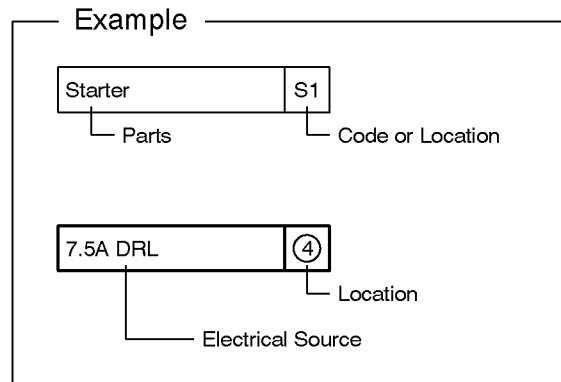 Example
Starter S1
Parts Code or Location
7.5A DRL 4
Location
Electrical Source